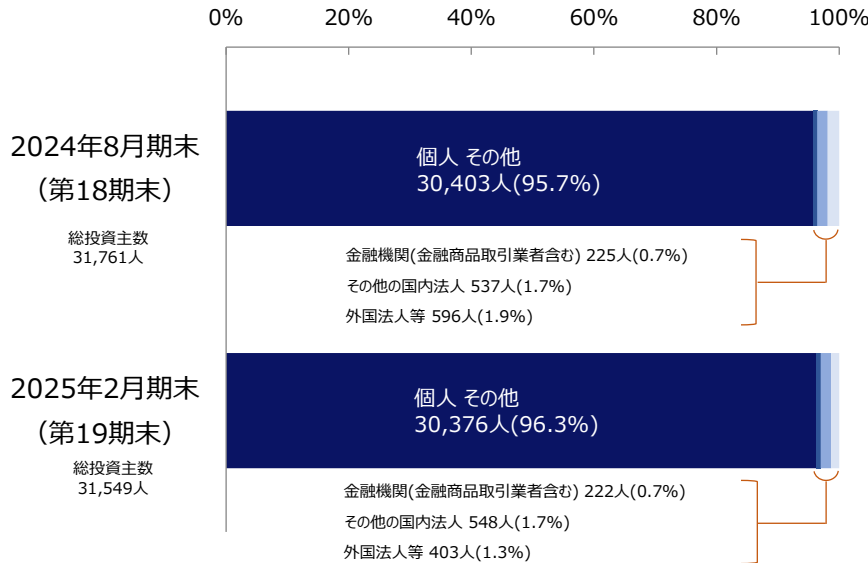 0% 20% 40% 60% 80% 100%
2024年8月期末
（第18期末）
総投資主数
31,761人
個人 その他
30,403人(95.7%)
金融機関(金融商品取引業者含む) 225人(0.7%)
その他の国内法人 537人(1.7%)
外国法人等 596人(1.9%)
2025年2月期末
（第19期末）
総投資主数
31,549人
個人 その他
30,376人(96.3%)
金融機関(金融商品取引業者含む) 222人(0.7%)
その他の国内法人 548人(1.7%)
外国法人等 403人(1.3%)